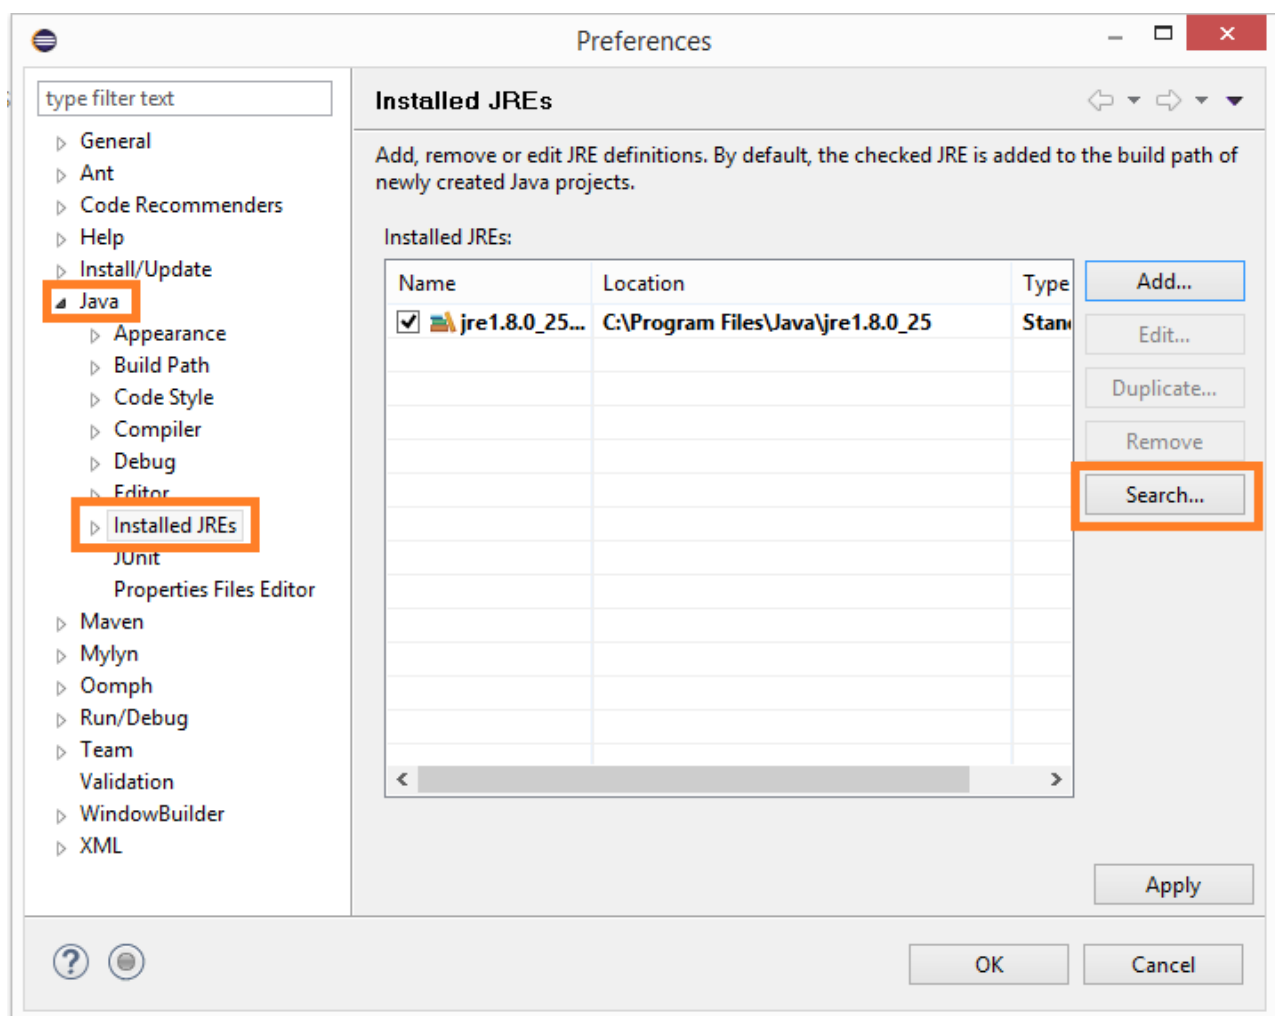 Preferences
type filter text
General
Ant
Code Recommenders
Help
Install/Update
Java
Appearance
Build Path
Code Style
Compiler
Debug
Editor
Installed JREs
JUnit
Properties Files Editor
Maven
Mylyn
Oomph
Run/Debug
Team
Validation
WindowBuilder
XML
Installed JREs
Add, remove or edit JRE definitions. By default, the checked JRE is added to the build path of
newly created Java projects.
Installed JREs:
Name Location Type
jre1.8.0_25... C:\Program Files\Java\jre1.8.0_25 Stan
Add...
Edit...
Duplicate...
Remove
Search...
Apply
OK Cancel